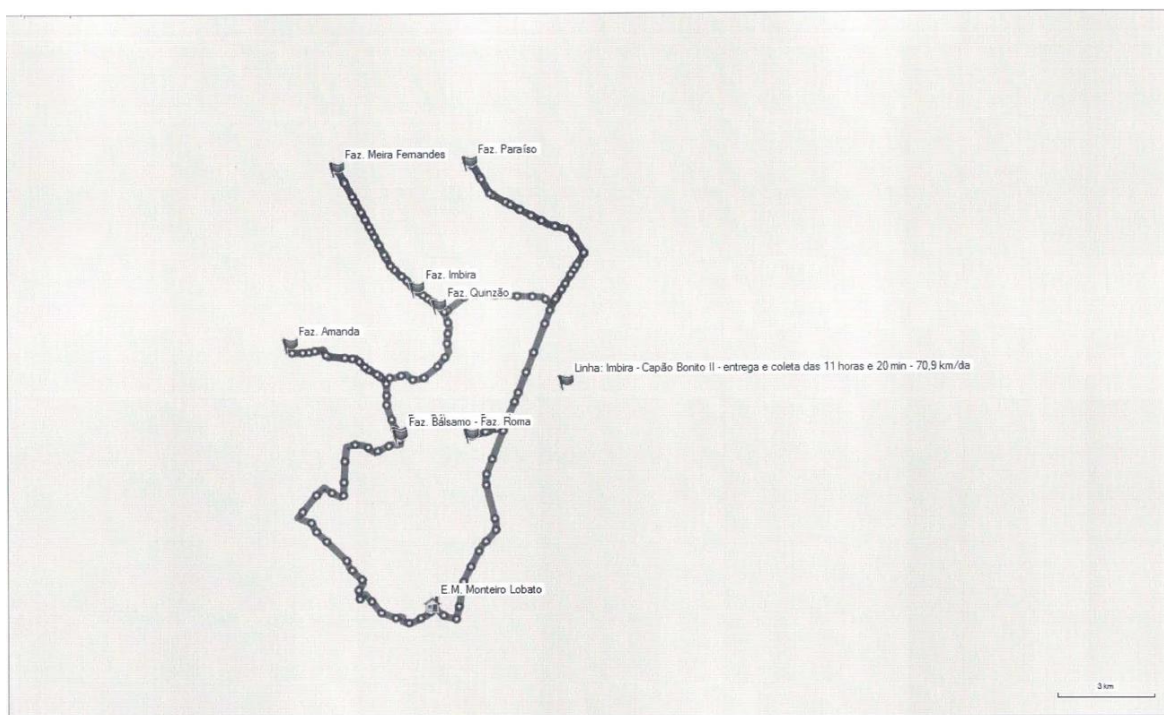 Faz. Meira Fernandes
Faz. Paraíso
Faz. Imbira
Faz. Quinzão
Faz. Amanda
Linha: Imbira - Capão Bonito II - entrega e coleta das 11 horas e 20 min - 70,9 km/da
Faz. Bálsamo - Faz. Roma
E.M. Monteiro Lobato
3 km